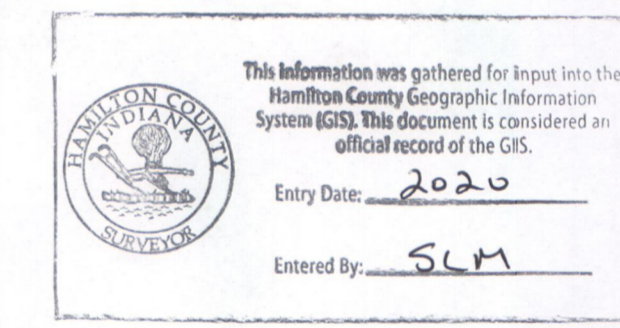 HAMILTON COUNTY
INDIANA
SURVEYOR
This information was gathered for input into the
Hamilton County Geographic Information
System (GIS). This document is considered an
official record of the GIS.
Entry Date: 2020
Entered By: SLM